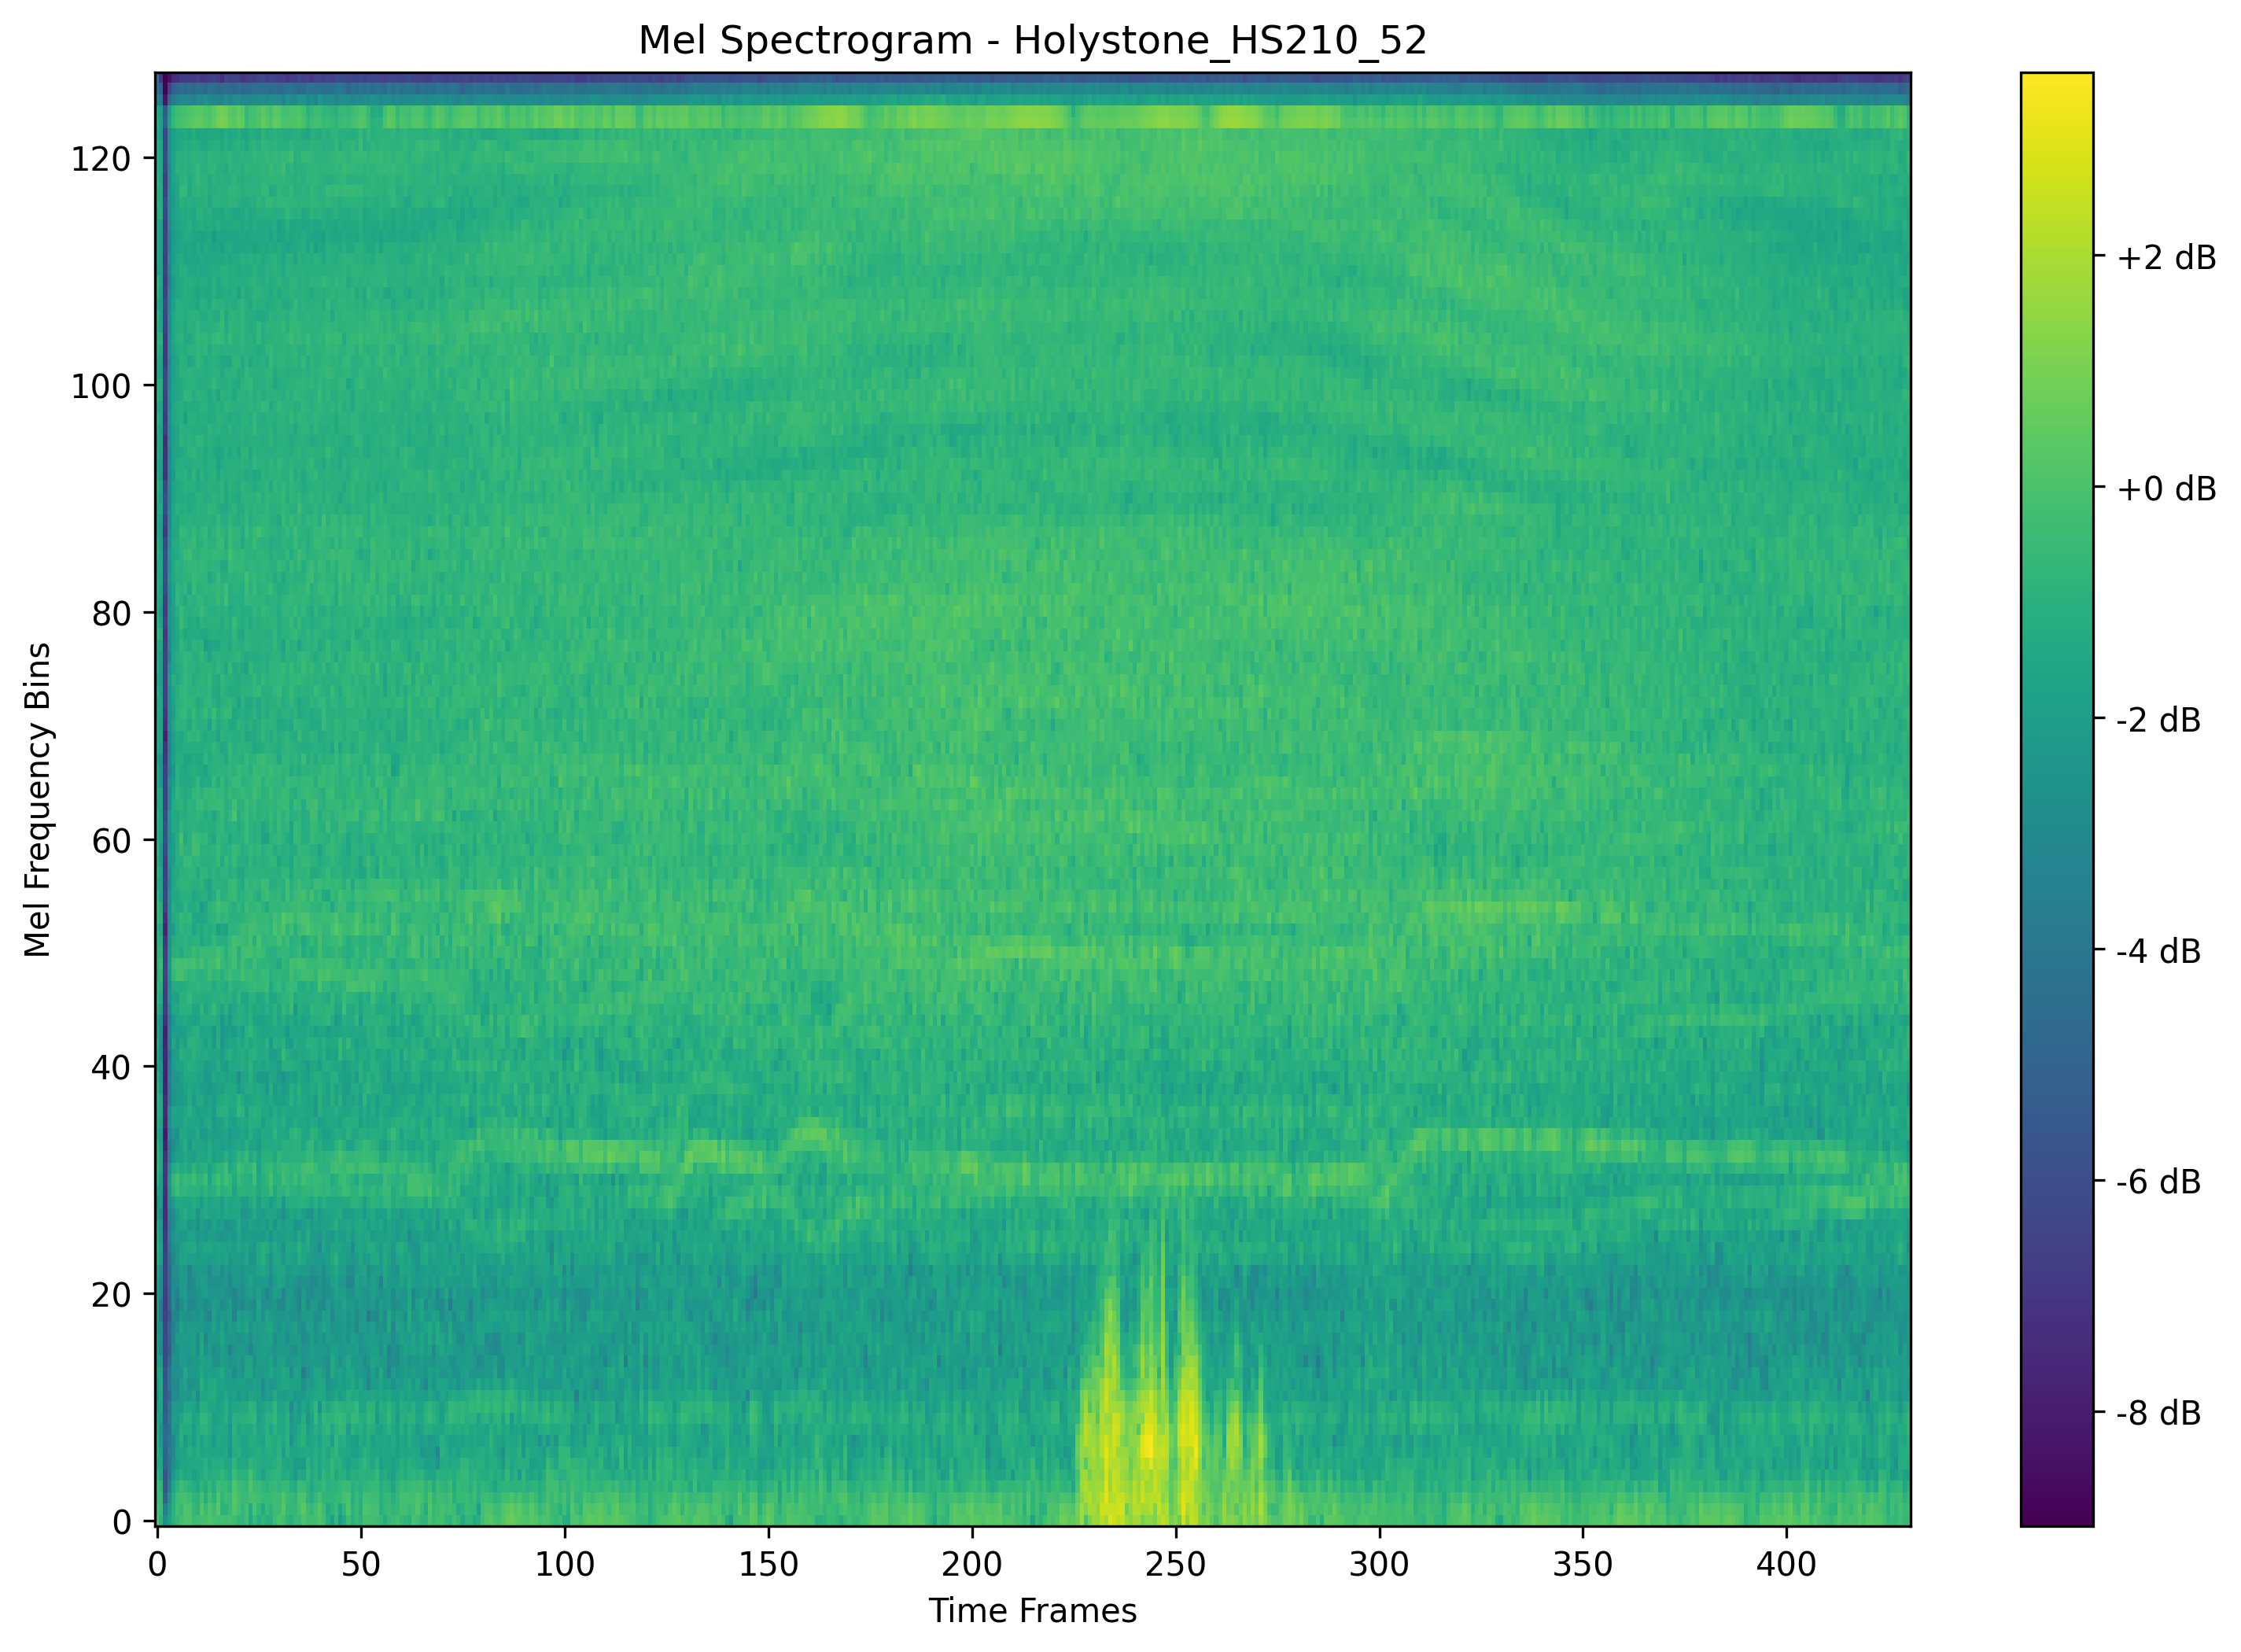 Mel Spectrogram - Holystone_HS210_52
120
100
80
60
40
20
0
Mel Frequency Bins
0 50 100 150 200 250 300 350 400
Time Frames
+2 dB
+0 dB
-2 dB
-4 dB
-6 dB
-8 dB